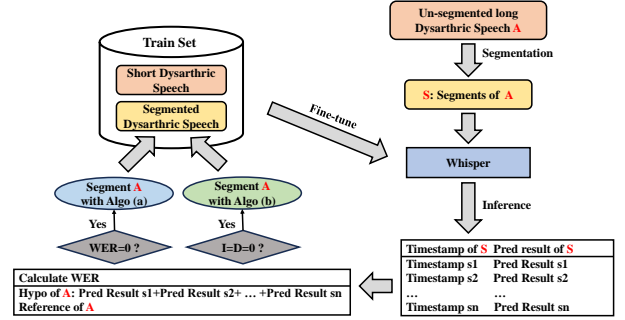 Un-segmented long
Dysarthric Speech A
Segmentation
S: Segments of A
Whisper
Inference
Timestamp of S Pred result of S
Timestamp s1 Pred Result s1
Timestamp s2 Pred Result s2
... ...
Timestamp sn Pred Result sn
Calculate WER
Hypo of A: Pred Result s1+Pred Result s2+ ... +Pred Result sn
Reference of A
WER=0 ?
I=D=0 ?
Yes
Yes
Segment A
with Algo (a)
Segment A
with Algo (b)
Train Set
Short Dysarthric
Speech
Segmented
Dysarthric Speech
Fine-tune